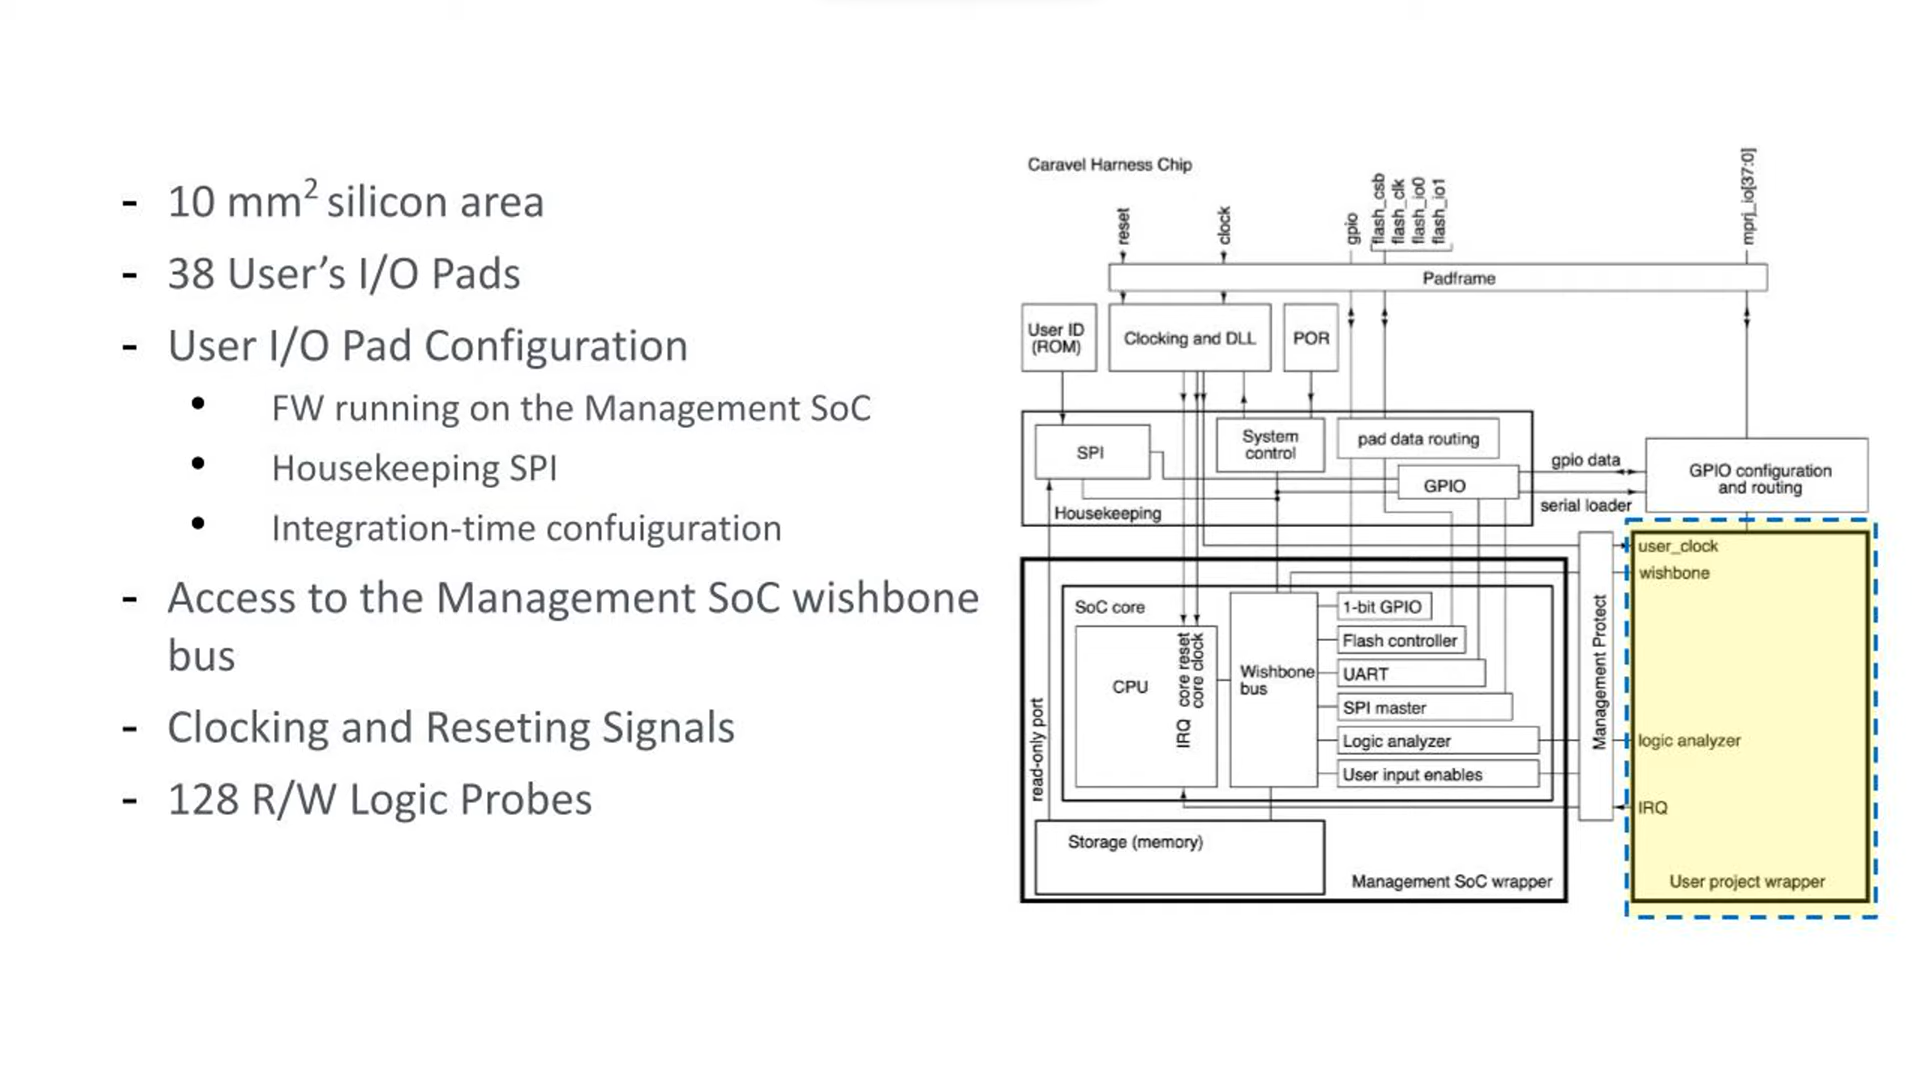 - 10 mm² silicon area
- 38 User's I/O Pads
- User I/O Pad Configuration
• FW running on the Management SoC
• Housekeeping SPI
• Integration-time confuiguration
- Access to the Management SoC wishbone
bus
- Clocking and Reseting Signals
- 128 R/W Logic Probes
Caravel Harness Chip
reset
clock
gpio
flash_csb
flash_clk
flash_io0
flash_io1
mprj_io[37:0]
Padframe
User ID
(ROM)
Clocking and DLL
POR
SPI
System
control
pad data routing
GPIO
Housekeeping
gpio data
serial loader
GPIO configuration
and routing
read-only port
SoC core
CPU
IRQ
core reset
core clock
Wishbone
bus
1-bit GPIO
Flash controller
UART
SPI master
Logic analyzer
User input enables
Storage (memory)
Management SoC wrapper
Management Protect
user_clock
wishbone
logic analyzer
IRQ
User project wrapper